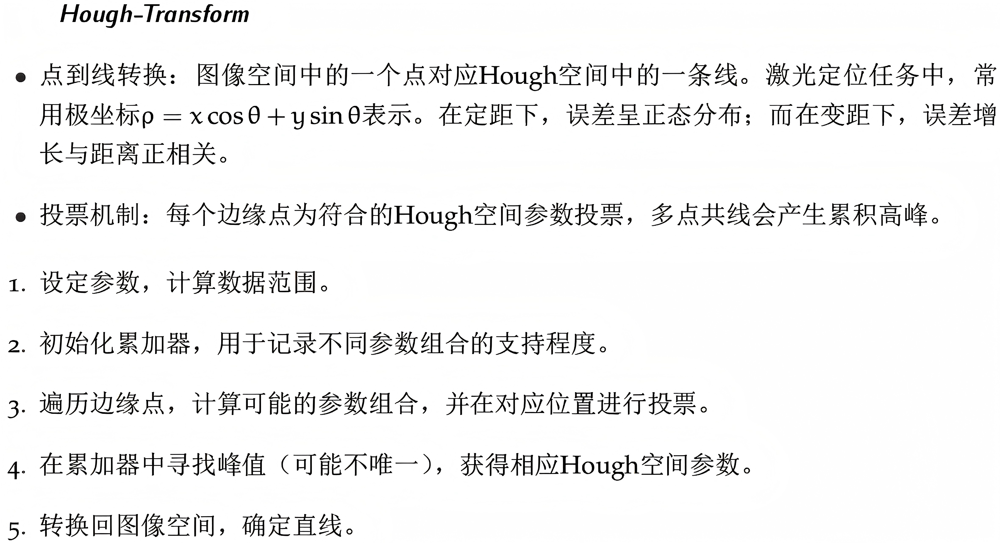 Hough-Transform
• 点到线转换：图像空间中的一个点对应Hough空间中的一条线。激光定位任务中，常
用极坐标ρ = x cos θ + y sin θ表示。在定距下，误差呈正态分布；而在变距下，误差增
长与距离正相关。
• 投票机制：每个边缘点为符合的Hough空间参数投票，多点共线会产生累积高峰。
1. 设定参数，计算数据范围。
2. 初始化累加器，用于记录不同参数组合的支持程度。
3. 遍历边缘点，计算可能的参数组合，并在对应位置进行投票。
4. 在累加器中寻找峰值（可能不唯一），获得相应Hough空间参数。
5. 转换回图像空间，确定直线。